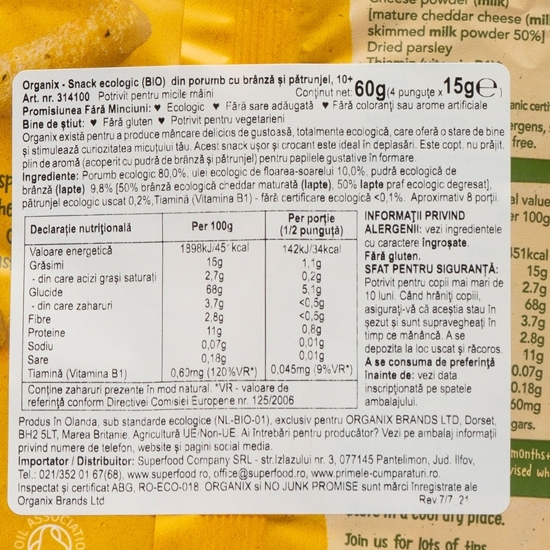 Cheese powder (milk)
[mature cheddar cheese (mil
skimmed milk powder 50%]
Dried parsley
Organix - Snack ecologic (BIO) din porumb cu brânză și pătrunjel, 10+
Art. nr. 314100 Potrivit pentru micile mâini Conținut net: 60g (4 punguțe x 15g e)
Promisiunea Fără Minciuni: ♥ Ecologic ♥ Fără sare adăugată ♥ Fără coloranți sau arome artificiale
Bine de știut: ♥ Fără gluten ♥ Potrivit pentru vegetarieni
Organix există pentru a produce mâncare delicios de gustoasă, totalmente ecologică, care oferă o stare de bine
și stimulează curiozitatea micuțului tău. Acest snack ușor și crocant este ideal în deplasări. Este copt, nu prăjit,
plin de aromă (acoperit cu pudră de brânză și pătrunjel) pentru papilele gustative în formare.
Ingrediente: Porumb ecologic 80,0%, ulei ecologic de floarea-soarelui 10,0%, pudră ecologică de
brânză (lapte) 9,8% [50% brânză ecologică cheddar maturată (lapte), 50% lapte praf ecologic degresat],
pătrunjel ecologic uscat 0,2%, Tiamină (Vitamina B1) - fără certificare ecologică <0,1%. Aproximativ 8 porții.
Declarație nutrițională Per 100g Per porție
(1/2 punguță)
Valoare energetică 1898kJ/451kcal 142kJ/34kcal
Grăsimi 15g 1,1g
- din care acizi grași saturați 2,7g 0,2g
Glucide 68g 5,1g
- din care zaharuri 3,7g <0,5g
Fibre 2,8g <0,5g
Proteine 11g 0,8g
Sodiu 0,07g 0,01g
Sare 0,18g 0,01g
Tiamină (Vitamina B1) 0,60mg (120%VR*) 0,045mg (9%VR*)
Conține zaharuri prezente în mod natural. *VR - valoare de
referință conform Directivei Comisiei Europene nr. 125/2006
INFORMAȚII PRIVIND
ALERGENII: vezi ingredientele
cu caractere îngroșate.
Fără gluten.
SFAT PENTRU SIGURANȚĂ:
Potrivit pentru copii mai mari de
10 luni. Când hrăniți copiii,
asigurați-vă că aceștia stau în
șezut și sunt supravegheați în
timp ce mănâncă. A se
depozita la loc uscat și răcoros.
A se consuma de preferință
înainte de: vezi data
inscripționată pe spatele
ambalajului.
Produs în Olanda, sub standarde ecologice (NL-BIO-01), exclusiv pentru ORGANIX BRANDS LTD, Dorset,
BH2 5LT, Marea Britanie. Agricultură UE/Non-UE. Ai întrebări pentru producător? Vezi pe ambalaj informații
privind numere de telefon, website și pagini social media.
Importator / Distribuitor: Superfood Company SRL - str.Izlazului nr. 3, 077145 Pantelimon, Jud. Ilfov,
Tel.: 021/352 01 67(68), www.superfood.ro, office@superfood.ro, www.primele-cumparaturi.ro.
Inspectat și certificat ABG, RO-ECO-018 ORGANIX și NO JUNK PROMISE sunt mărci înregistrate ale
Organix Brands Ltd Rev 7/7 21
anic certi
ergens,
free.
al value
er 100g
451kcal
15g
2.7g
68g
3.7g
2.8g
11g
0.07g
0.18g
60mg
gars.
months+
vised wh
dry place.
Join us for lots of tips
OIL ASSOCIATIO